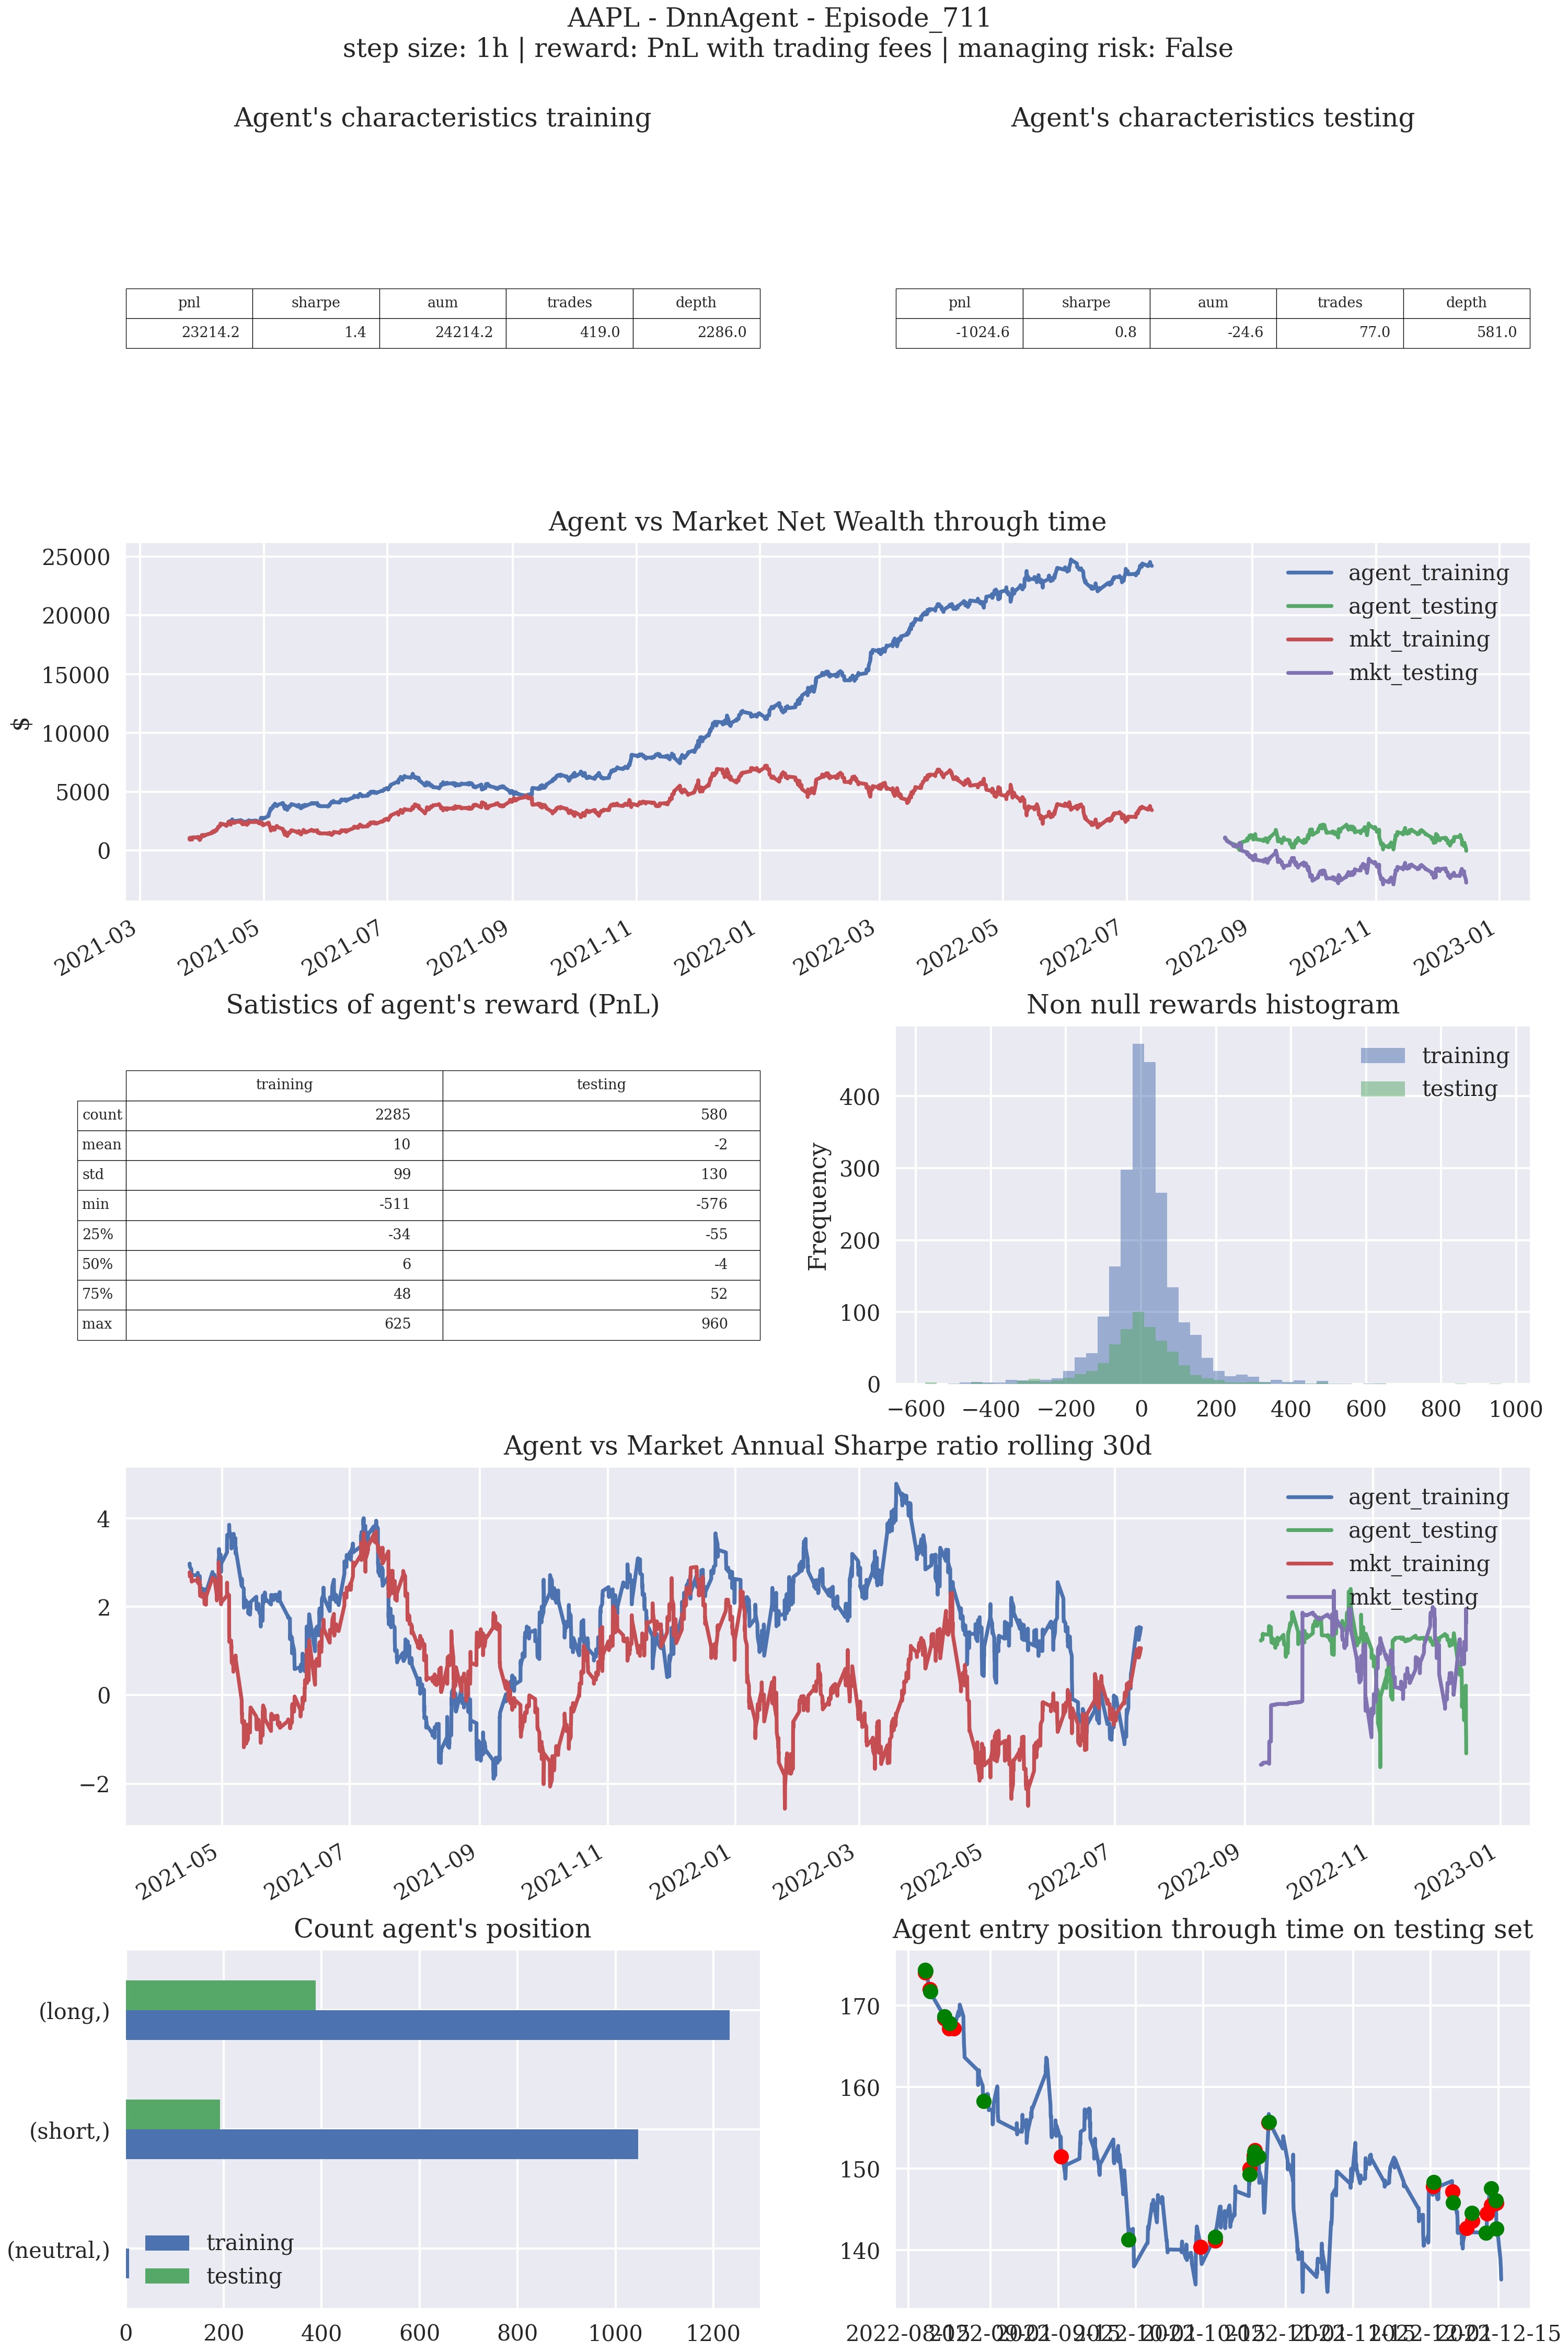 AAPL - DnnAgent - Episode_711
step size: 1h | reward: PnL with trading fees | managing risk: False
Agent's characteristics training
Agent's characteristics testing
pnl sharpe aum trades depth
23214.2 1.4 24214.2 419.0 2286.0
pnl sharpe aum trades depth
-1024.6 0.8 -24.6 77.0 581.0
Agent vs Market Net Wealth through time
$
25000
20000
15000
10000
5000
0
agent_training
agent_testing
mkt_training
mkt_testing
2021-03 2021-05 2021-07 2021-09 2021-11 2022-01 2022-03 2022-05 2022-07 2022-09 2022-11 2023-01
Satistics of agent's reward (PnL)
training testing
count 2285 580
mean 10 -2
std 99 130
min -511 -576
25% -34 -55
50% 6 -4
75% 48 52
max 625 960
Non null rewards histogram
Frequency
400
300
200
100
0
training
testing
−600 −400 −200 0 200 400 600 800 1000
Agent vs Market Annual Sharpe ratio rolling 30d
4
2
0
−2
agent_training
agent_testing
mkt_training
mkt_testing
2021-05 2021-07 2021-09 2021-11 2022-01 2022-03 2022-05 2022-07 2022-09 2022-11 2023-01
Count agent's position
(long,)
(short,)
(neutral,)
training
testing
0 200 400 600 800 1000 1200
Agent entry position through time on testing set
170
160
150
140